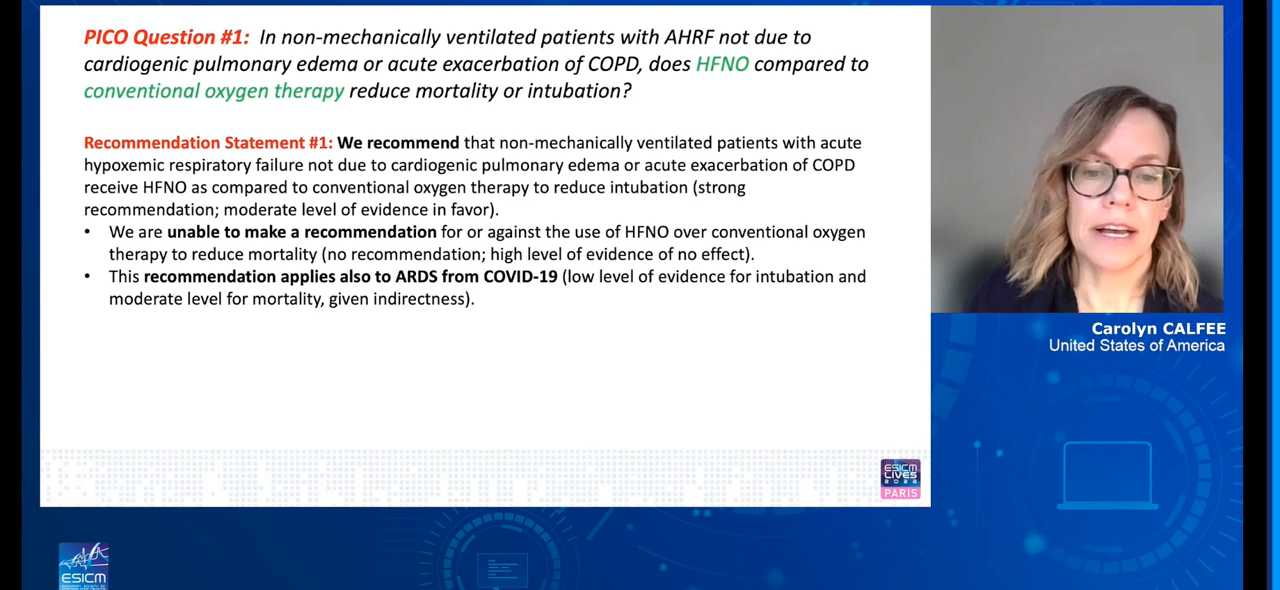 PICO Question #1: In non-mechanically ventilated patients with AHRF not due to
cardiogenic pulmonary edema or acute exacerbation of COPD, does HFNO compared to
conventional oxygen therapy reduce mortality or intubation?
Recommendation Statement #1: We recommend that non-mechanically ventilated patients with acute
hypoxemic respiratory failure not due to cardiogenic pulmonary edema or acute exacerbation of COPD
receive HFNO as compared to conventional oxygen therapy to reduce intubation (strong
recommendation; moderate level of evidence in favor).
• We are unable to make a recommendation for or against the use of HFNO over conventional oxygen
therapy to reduce mortality (no recommendation; high level of evidence of no effect).
• This recommendation applies also to ARDS from COVID-19 (low level of evidence for intubation and
moderate level for mortality, given indirectness).
Carolyn CALFEE
United States of America
ESICM
LIVES
2022
PARIS
ESICM